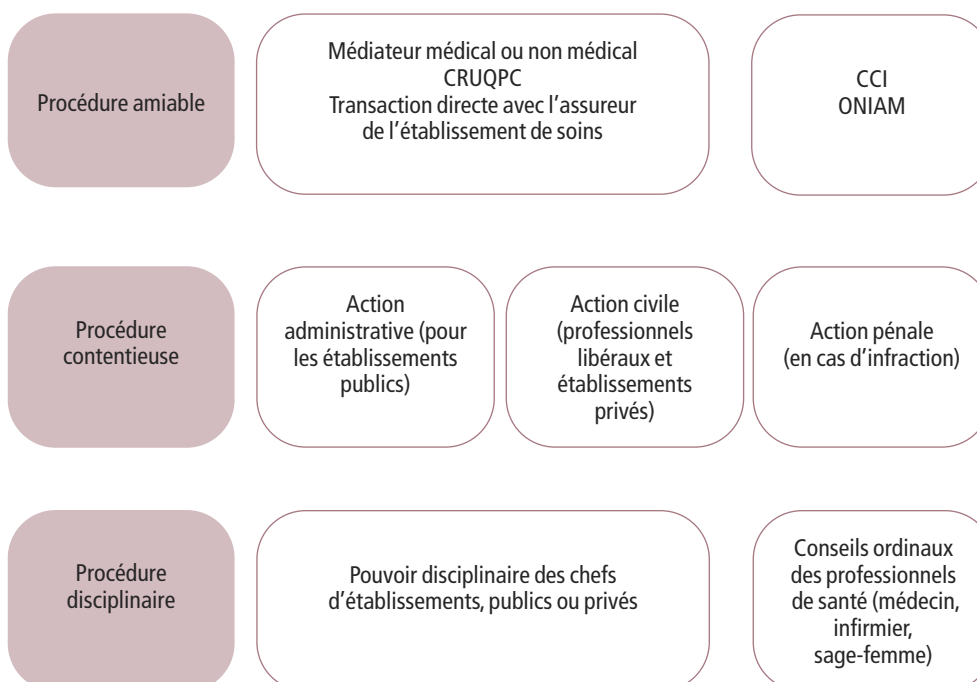 Procédure amiable
Médiateur médical ou non médical
CRUQPC
Transaction directe avec l'assureur
de l'établissement de soins
CCI
ONIAM
Procédure
contentieuse
Action
administrative (pour
les établissements
publics)
Action civile
(professionnels
libéraux et
établissements
privés)
Action pénale
(en cas d'infraction)
Procédure
disciplinaire
Pouvoir disciplinaire des chefs
d'établissements, publics ou privés
Conseils ordinaux
des professionnels
de santé (médecin,
infirmier,
sage-femme)